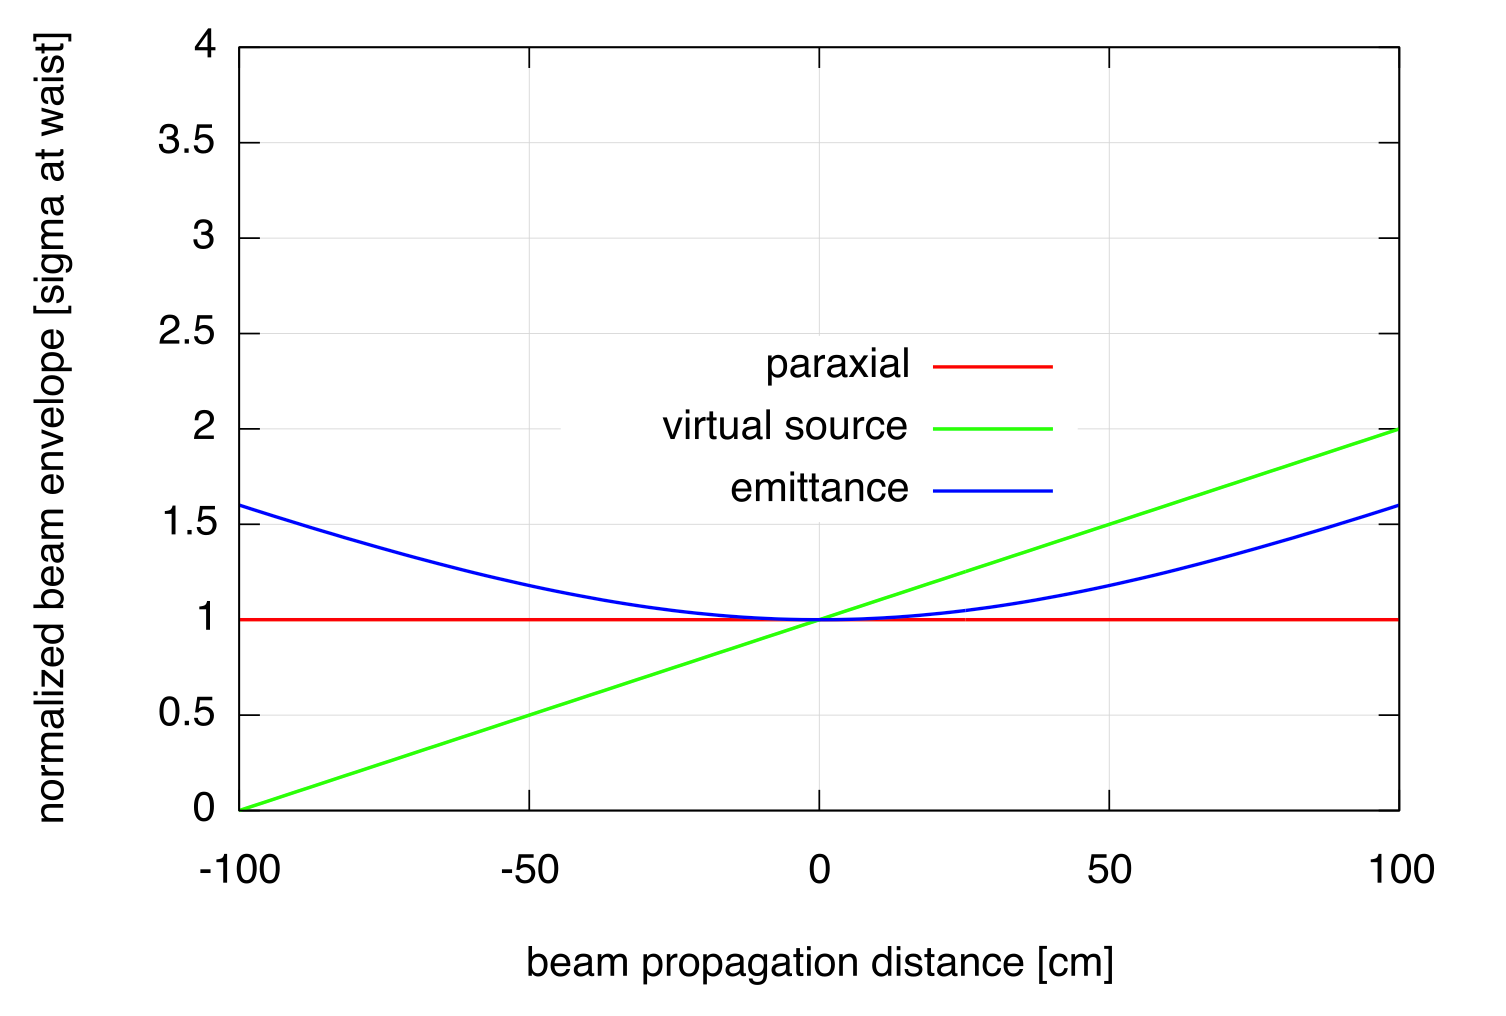 normalized beam envelope [sigma at waist]
4
3.5
3
2.5
2
1.5
1
0.5
0
paraxial
virtual source
emittance
-100 -50 0 50 100
beam propagation distance [cm]